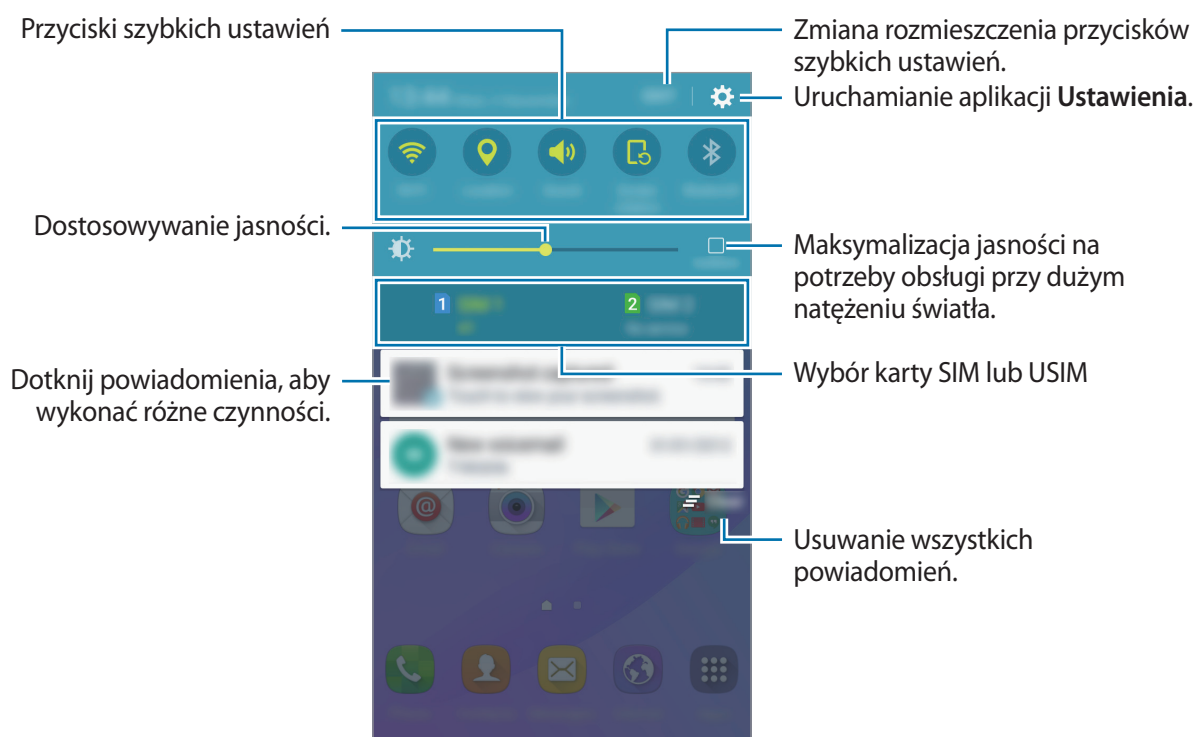 Przyciski szybkich ustawień
Zmiana rozmieszczenia przycisków
szybkich ustawień.
Uruchamianie aplikacji Ustawienia.
Dostosowywanie jasności.
Maksymalizacja jasności na
potrzeby obsługi przy dużym
natężeniu światła.
1
2
Wybór karty SIM lub USIM
Dotknij powiadomienia, aby
wykonać różne czynności.
Usuwanie wszystkich
powiadomień.